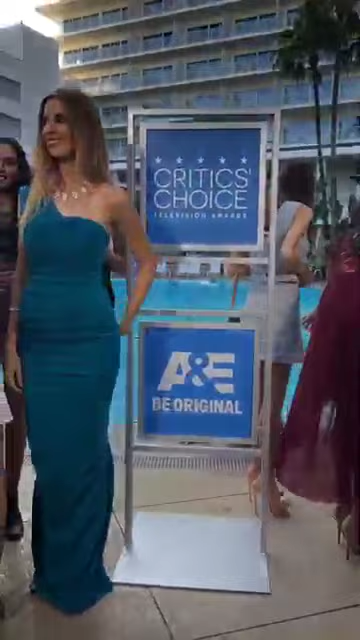 CRITICS'
CHOICE
TELEVISION AWARDS
A&E
BE ORIGINAL